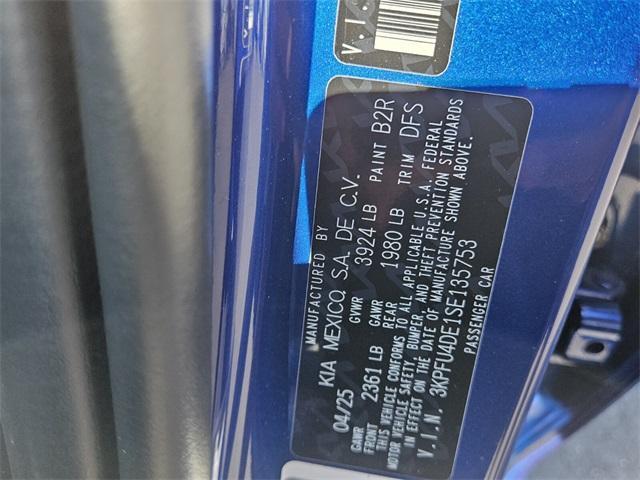 V.I.
MANUFACTURED BY
04/25 KIA MEXICO, S.A. DE C.V.
GVWR 3924 LB PAINT B2R
GAWR FRONT 2361 LB GAWR REAR 1980 LB TRIM DFS
THIS VEHICLE CONFORMS TO ALL APPLICABLE U.S.A. FEDERAL
MOTOR VEHICLE SAFETY, BUMPER, AND THEFT PREVENTION STANDARDS
IN EFFECT ON THE DATE OF MANUFACTURE SHOWN ABOVE.
V.I.N. 3KPFU4DE1SE135753
PASSENGER CAR